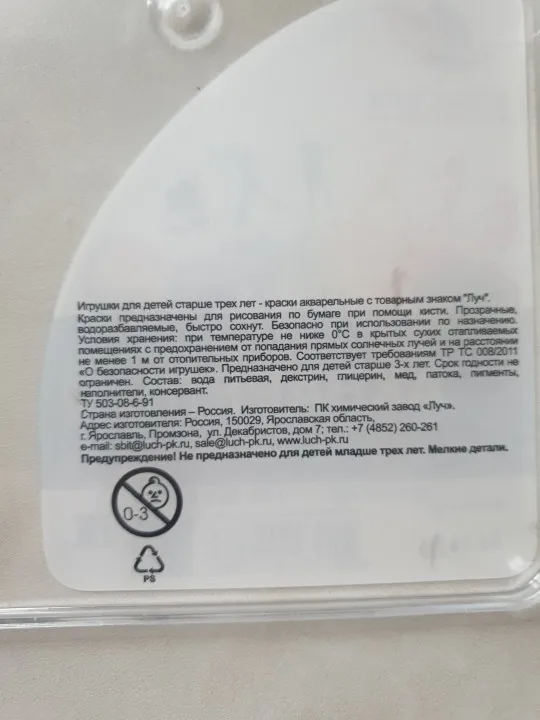 Игрушки для детей старше трех лет - краски акварельные с товарным знаком "Луч".
Краски предназначены для рисования по бумаге при помощи кисти. Прозрачные,
водоразбавляемые, быстро сохнут. Безопасно при использовании по назначению.
Условия хранения: при температуре не ниже 0°С в крытых сухих отапливаемых
помещениях с предохранением от попадания прямых солнечных лучей и на расстоянии
не менее 1 м от отопительных приборов. Соответствует требованиям ТР ТС 008/2011
«О безопасности игрушек». Предназначено для детей старше 3-х лет. Срок годности не
ограничен. Состав: вода питьевая, декстрин, глицерин, мед, патока, пигменты,
наполнители, консервант.
ТУ 503-08-6-91
Страна изготовления – Россия. Изготовитель: ПК химический завод «Луч».
Адрес изготовителя: Россия, 150029, Ярославская область,
г. Ярославль, Промзона, ул. Декабристов, дом 7; тел.: +7 (4852) 260-261
e-mail: sbit@luch-pk.ru, sale@luch-pk.ru, www.luch-pk.ru
Предупреждение! Не предназначено для детей младше трех лет. Мелкие детали.
0-3
PS